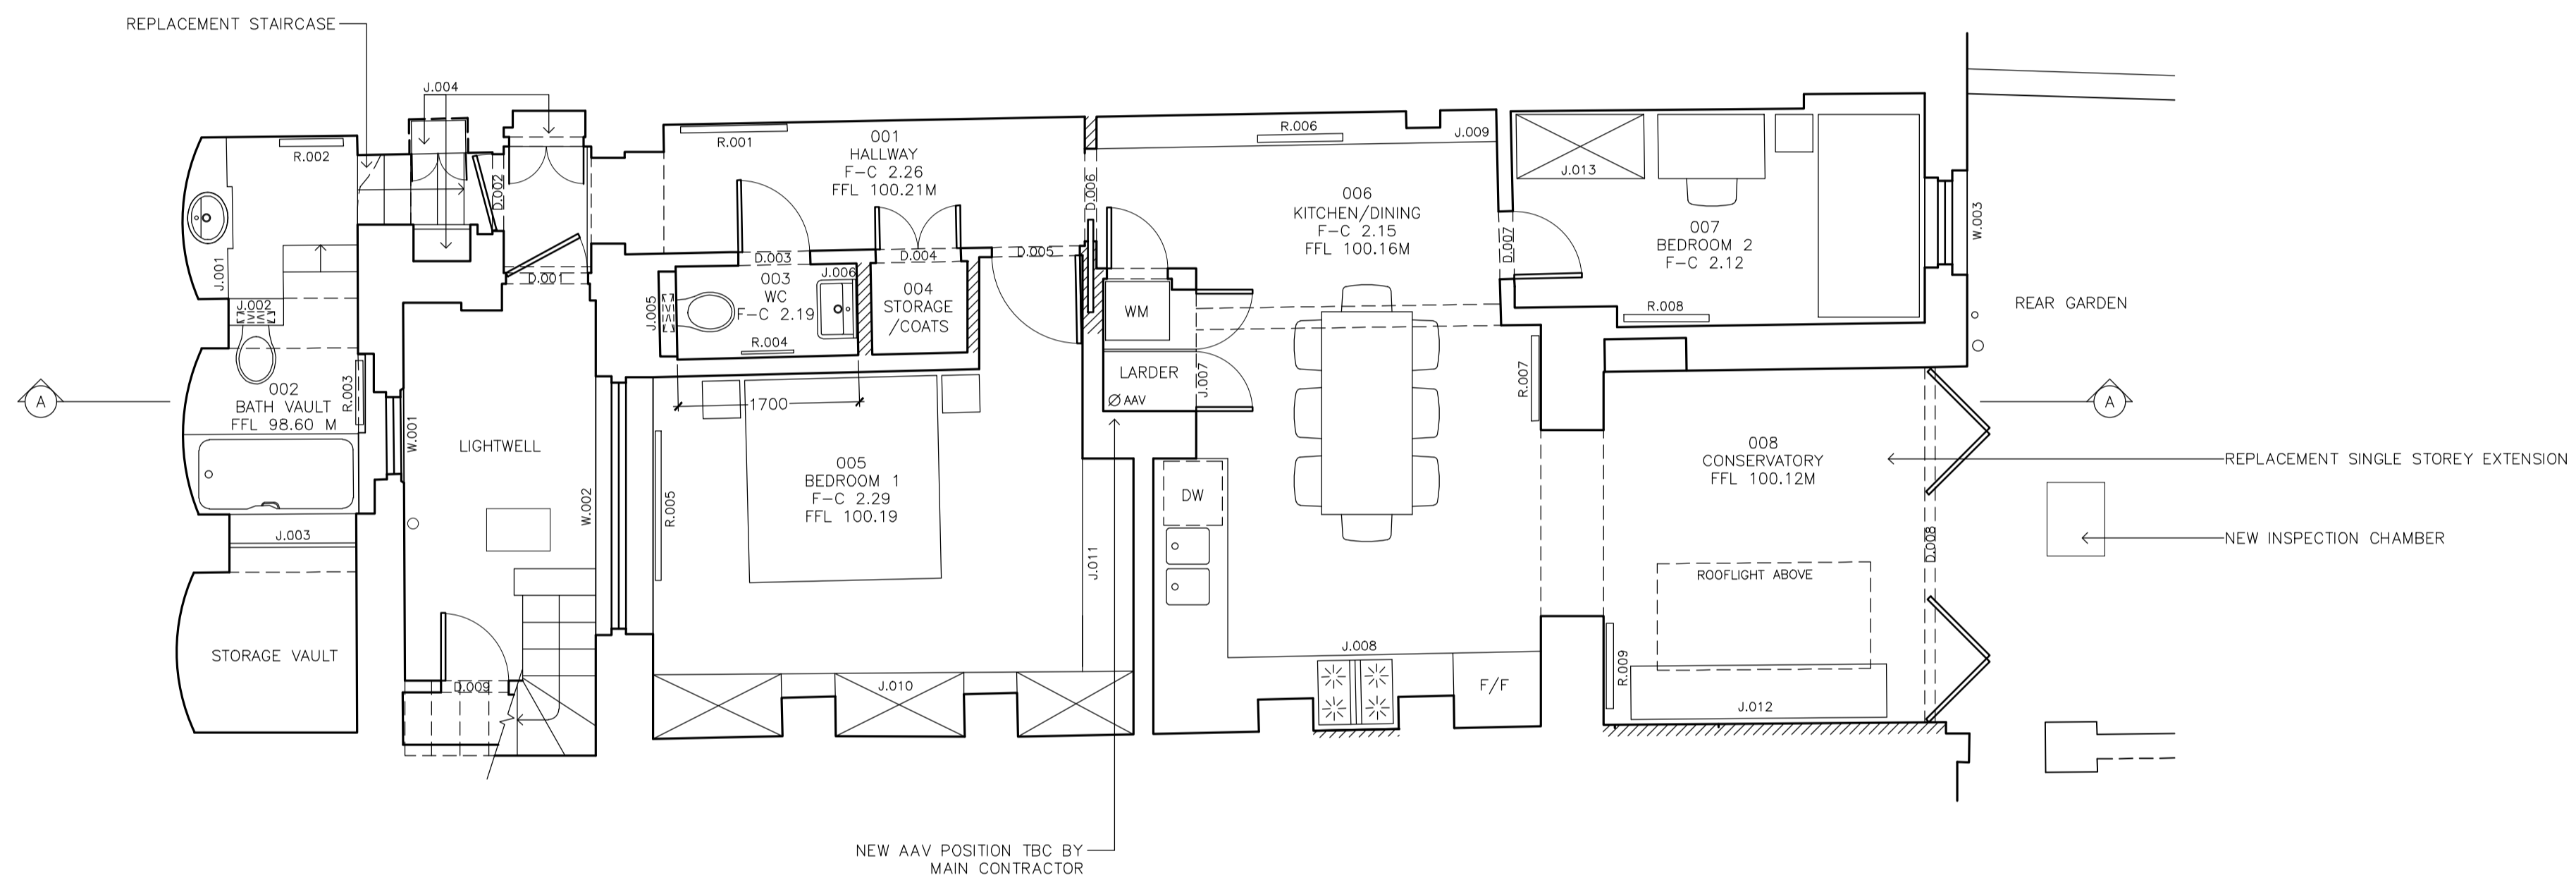 REPLACEMENT STAIRCASE
J.004
R.002
J.001
J.002
002
BATH VAULT
FFL 98.60 M
R.003
J.003
STORAGE VAULT
A
D.002
D.001
W.001
LIGHTWELL
W.002
D.009
R.001
001
HALLWAY
F-C 2.26
FFL 100.21M
D.003
D.004
D.005
D.006
J.005
003
WC
F-C 2.19
J.006
R.004
004
STORAGE
/COATS
1700
R.005
005
BEDROOM 1
F-C 2.29
FFL 100.19
J.011
J.010
R.006
J.009
006
KITCHEN/DINING
F-C 2.15
FFL 100.16M
WM
LARDER
AAV
J.007
DW
R.007
J.008
F/F
NEW AAV POSITION TBC BY
MAIN CONTRACTOR
D.007
J.013
007
BEDROOM 2
F-C 2.12
R.008
W.003
REAR GARDEN
A
008
CONSERVATORY
FFL 100.12M
REPLACEMENT SINGLE STOREY EXTENSION
D.008
NEW INSPECTION CHAMBER
ROOFLIGHT ABOVE
R.009
J.012